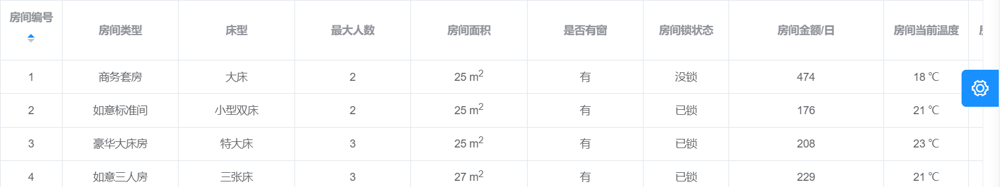 房间编号 房间类型 床型 最大人数 房间面积 是否有窗 房间锁状态 房间金额/日 房间当前温度
1 商务套房 大床 2 25 m² 有 没锁 474 18 ℃
2 如意标准间 小型双床 2 25 m² 有 已锁 176 21 ℃
3 豪华大床房 特大床 3 25 m² 有 已锁 208 23 ℃
4 如意三人房 三张床 3 27 m² 有 已锁 229 21 ℃